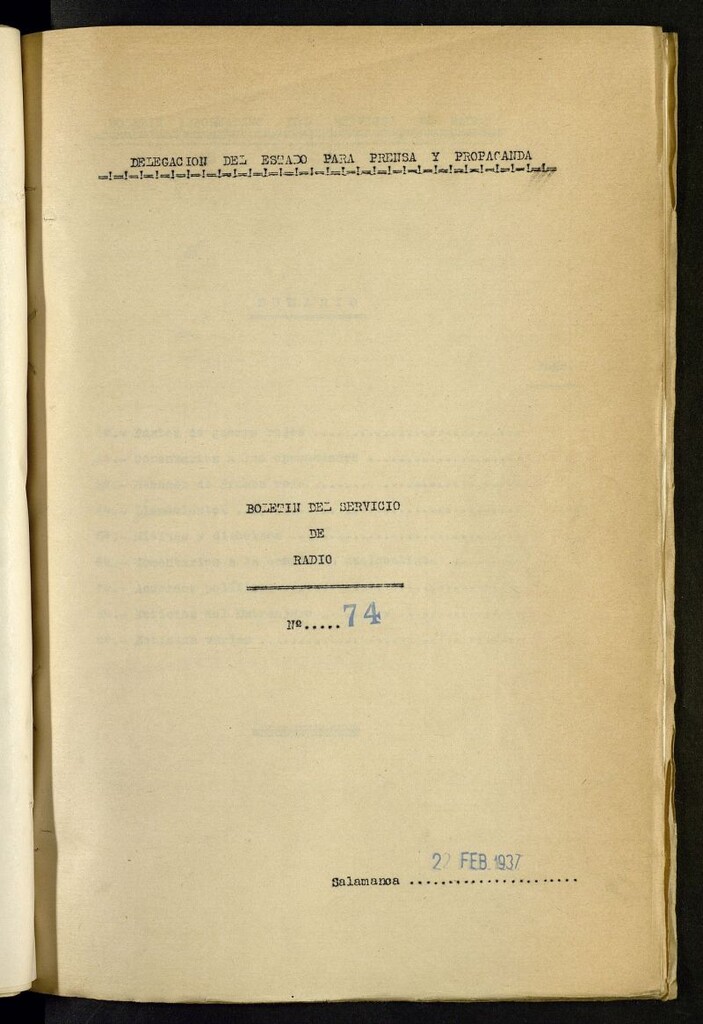 DELEGACION DEL ESTADO PARA PRENSA Y PROPAGANDA
BOLETIN DEL SERVICIO
DE
RADIO
Nº.....74
22 FEB. 1937
Salamanca ......................